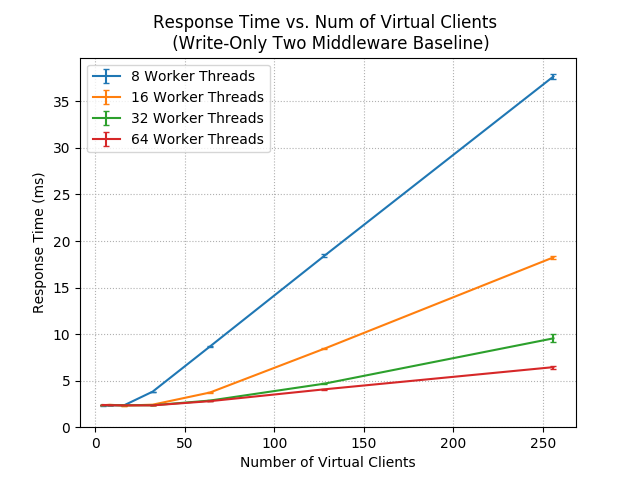 Response Time vs. Num of Virtual Clients
(Write-Only Two Middleware Baseline)
8 Worker Threads
16 Worker Threads
32 Worker Threads
64 Worker Threads
35
30
25
20
15
10
5
0
Response Time (ms)
0 50 100 150 200 250
Number of Virtual Clients